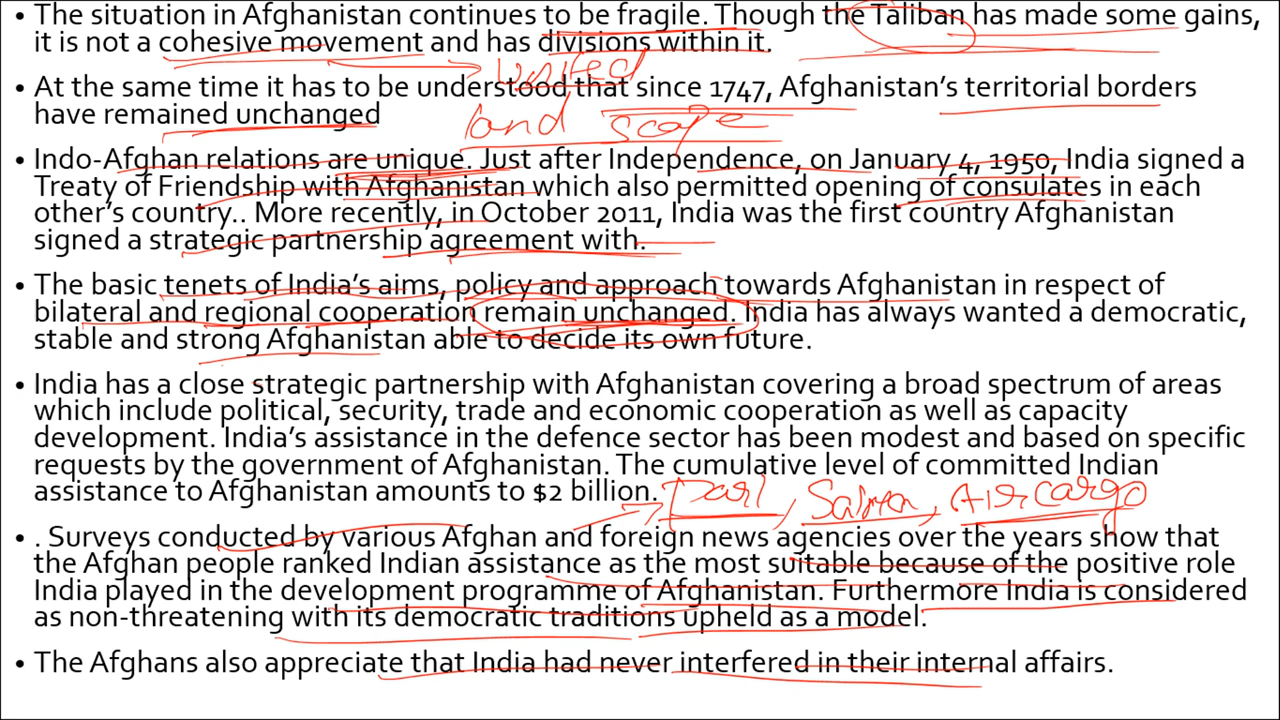 • The situation in Afghanistan continues to be fragile. Though the Taliban has made some gains,
it is not a cohesive movement and has divisions within it.
united
• At the same time it has to be understood that since 1747, Afghanistan's territorial borders
have remained unchanged
land scape
• Indo-Afghan relations are unique. Just after Independence, on January 4, 1950, India signed a
Treaty of Friendship with Afghanistan which also permitted opening of consulates in each
other's country.. More recently, in October 2011, India was the first country Afghanistan
signed a strategic partnership agreement with.
• The basic tenets of India's aims, policy and approach towards Afghanistan in respect of
bilateral and regional cooperation remain unchanged. India has always wanted a democratic,
stable and strong Afghanistan able to decide its own future.
• India has a close strategic partnership with Afghanistan covering a broad spectrum of areas
which include political, security, trade and economic cooperation as well as capacity
development. India's assistance in the defence sector has been modest and based on specific
requests by the government of Afghanistan. The cumulative level of committed Indian
assistance to Afghanistan amounts to $2 billion.
Parl, Salma, Air cargo
• . Surveys conducted by various Afghan and foreign news agencies over the years show that
the Afghan people ranked Indian assistance as the most suitable because of the positive role
India played in the development programme of Afghanistan. Furthermore India is considered
as non-threatening with its democratic traditions upheld as a model.
• The Afghans also appreciate that India had never interfered in their internal affairs.